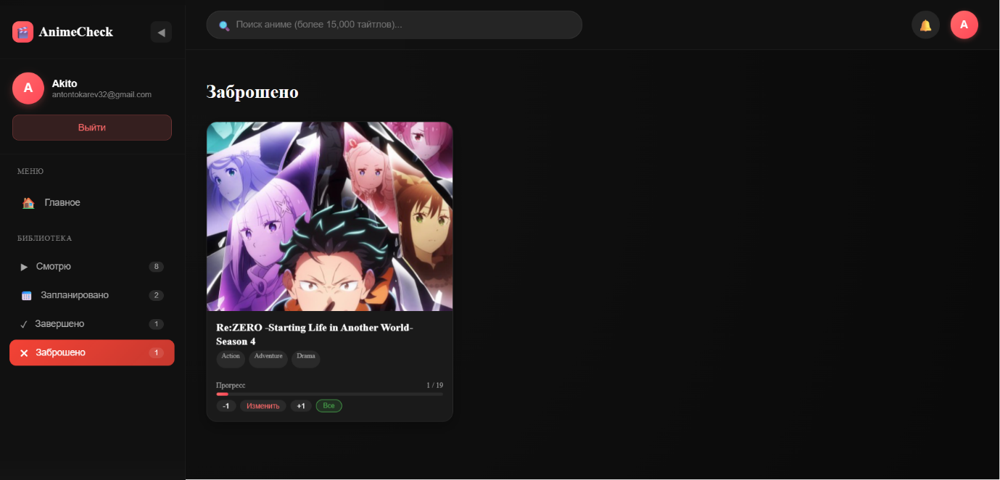 AnimeCheck
Поиск аниме (более 15,000 тайтлов)...
A
A
Akito
antontokarev32@gmail.com
Выйти
МЕНЮ
Главное
БИБЛИОТЕКА
Смотрю 8
Запланировано 2
Завершено 1
Заброшено 1
Заброшено
Re:ZERO -Starting Life in Another World-
Season 4
Action Adventure Drama
Прогресс 1 / 19
-1 Изменить +1 Все